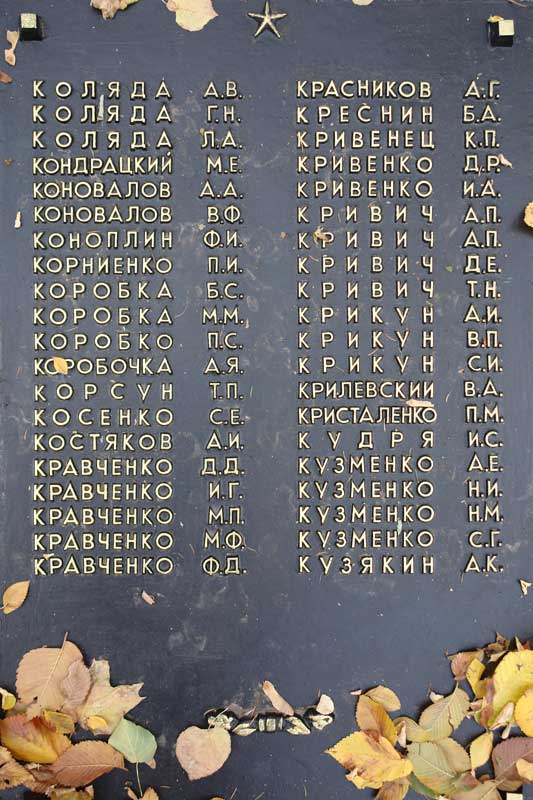 КОЛЯДА А.В.
КОЛЯДА Г.Н.
КОЛЯДА Л.А.
КОНДРАЦКИЙ М.Е.
КОНОВАЛОВ А.А.
КОНОВАЛОВ В.Ф.
КОНОПЛИН Ф.И.
КОРНИЕНКО П.И.
КОРОБКА Б.С.
КОРОБКА М.М.
КОРОБКО П.С.
КОРОБОЧКА А.Я.
КОРСУН Т.П.
КОСЕНКО С.Е.
КОСТЯКОВ А.И.
КРАВЧЕНКО Д.Д.
КРАВЧЕНКО И.Г.
КРАВЧЕНКО М.П.
КРАВЧЕНКО М.Ф.
КРАВЧЕНКО Ф.Д.
КРАСНИКОВ А.Г.
КРЕСНИН Б.А.
КРИВЕНЕЦ К.П.
КРИВЕНКО Д.Р.
КРИВЕНКО И.Д.
КРИВИЧ А.П.
КРИВИЧ А.П.
КРИВИЧ Д.Е.
КРИВИЧ Т.Н.
КРИКУН А.И.
КРИКУН В.П.
КРИКУН С.И.
КРИЛЕВСКИЙ В.А.
КРИСТАЛЕНКО П.М.
КУДРЯ И.С.
КУЗМЕНКО А.Е.
КУЗМЕНКО Н.И.
КУЗМЕНКО Н.М.
КУЗМЕНКО С.Г.
КУЗЯКИН А.К.